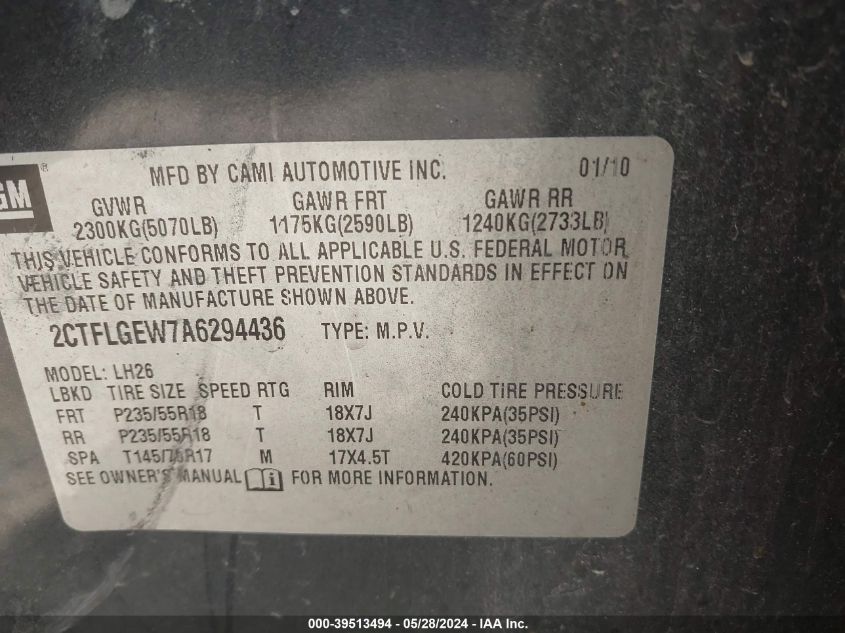 GM ®
MFD BY CAMI AUTOMOTIVE INC. 01/10
GVWR GAWR FRT GAWR RR
2300KG(5070LB) 1175KG(2590LB) 1240KG(2733LB)
THIS VEHICLE CONFORMS TO ALL APPLICABLE U.S. FEDERAL MOTOR
VEHICLE SAFETY AND THEFT PREVENTION STANDARDS IN EFFECT ON
THE DATE OF MANUFACTURE SHOWN ABOVE.
2CTFLGEW7A6294436 TYPE: M.P.V.
MODEL: LH26
LBKD TIRE SIZE SPEED RTG RIM COLD TIRE PRESSURE
FRT P235/55R18 T 18X7J 240KPA(35PSI)
RR P235/55R18 T 18X7J 240KPA(35PSI)
SPA T145/70R17 M 17X4.5T 420KPA(60PSI)
SEE OWNER'S MANUAL FOR MORE INFORMATION.
000-39513494 - 05/28/2024 - IAA Inc.